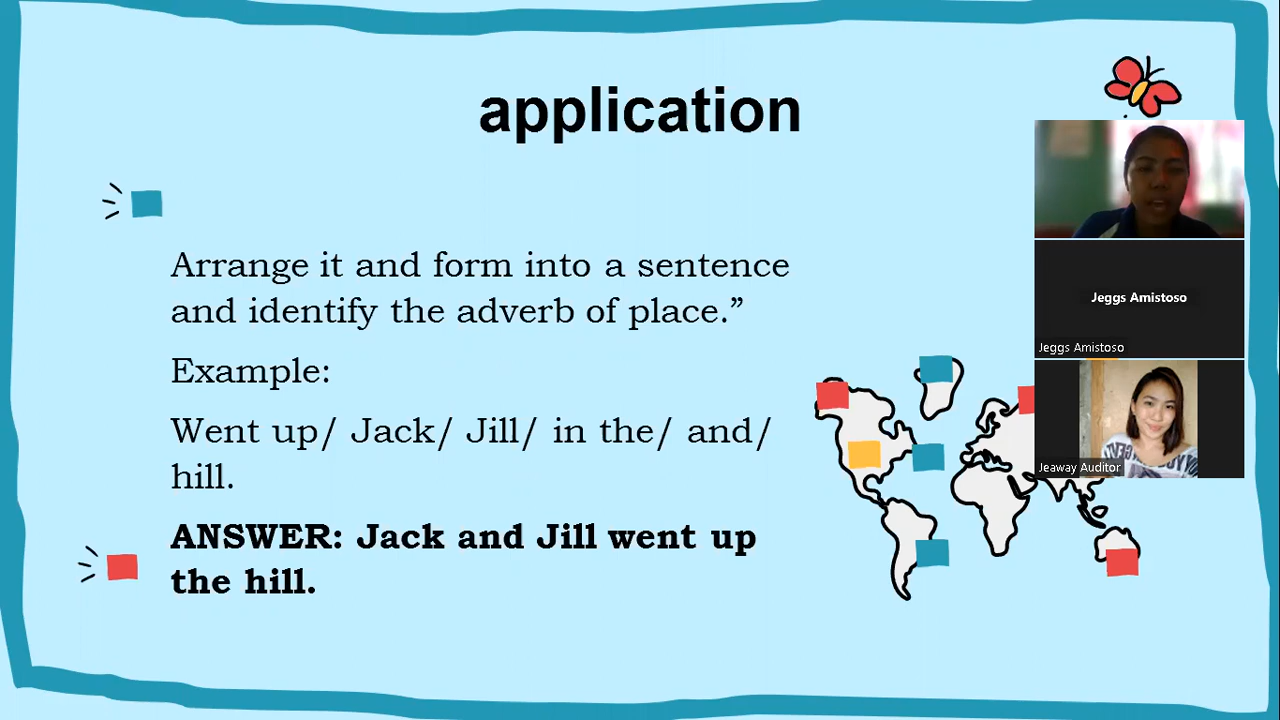 application
Arrange it and form into a sentence
and identify the adverb of place.”
Example:
Went up/ Jack/ Jill/ in the/ and/
hill.
ANSWER: Jack and Jill went up
the hill.
Jeggs Amistoso
Jeggs Amistoso
Jeaway Auditor